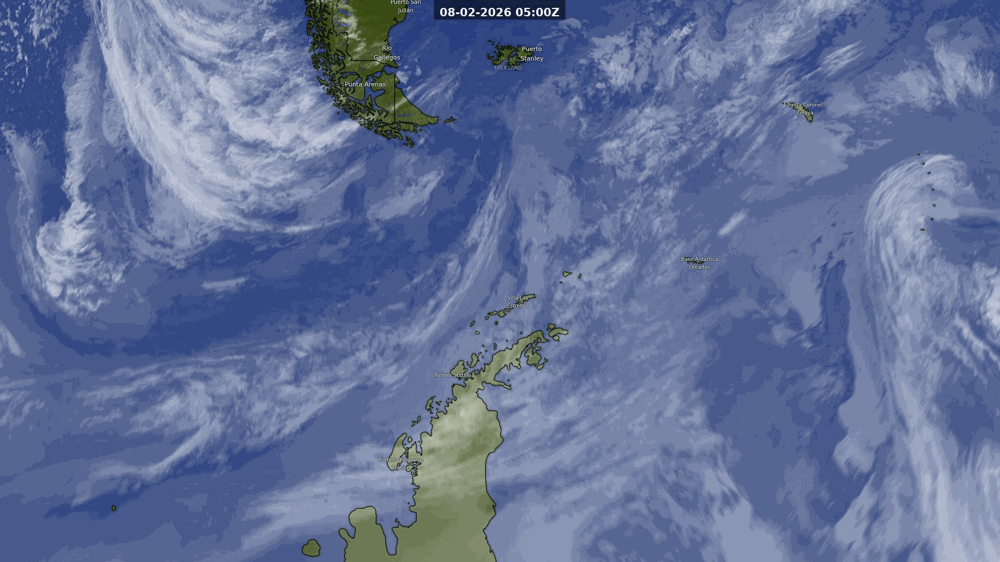 Puerto San
Julián
08-02-2026 05:00Z
Río
Gallegos
Puerto
Stanley
ISLAS
FALKLAND
Punta Arenas
Punta Coronel
Zelaya
Base Antartica
Orcadas
Villa Las
Estrellas
Palmer Station
Rothera Research
Station